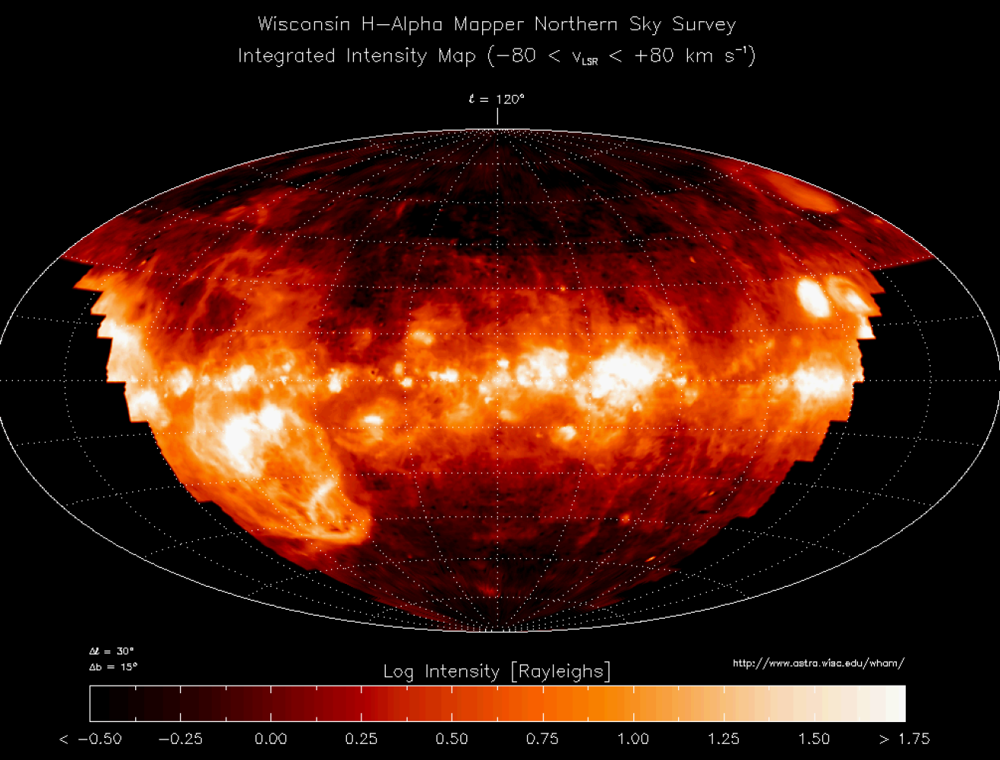 Wisconsin H-Alpha Mapper Northern Sky Survey
Integrated Intensity Map (-80 < vLSR < +80 km s⁻¹)
ℓ = 120°
Δℓ = 30°
Δb = 15°
http://www.astro.wisc.edu/wham/
Log Intensity [Rayleighs]
< -0.50 -0.25 0.00 0.25 0.50 0.75 1.00 1.25 1.50 > 1.75